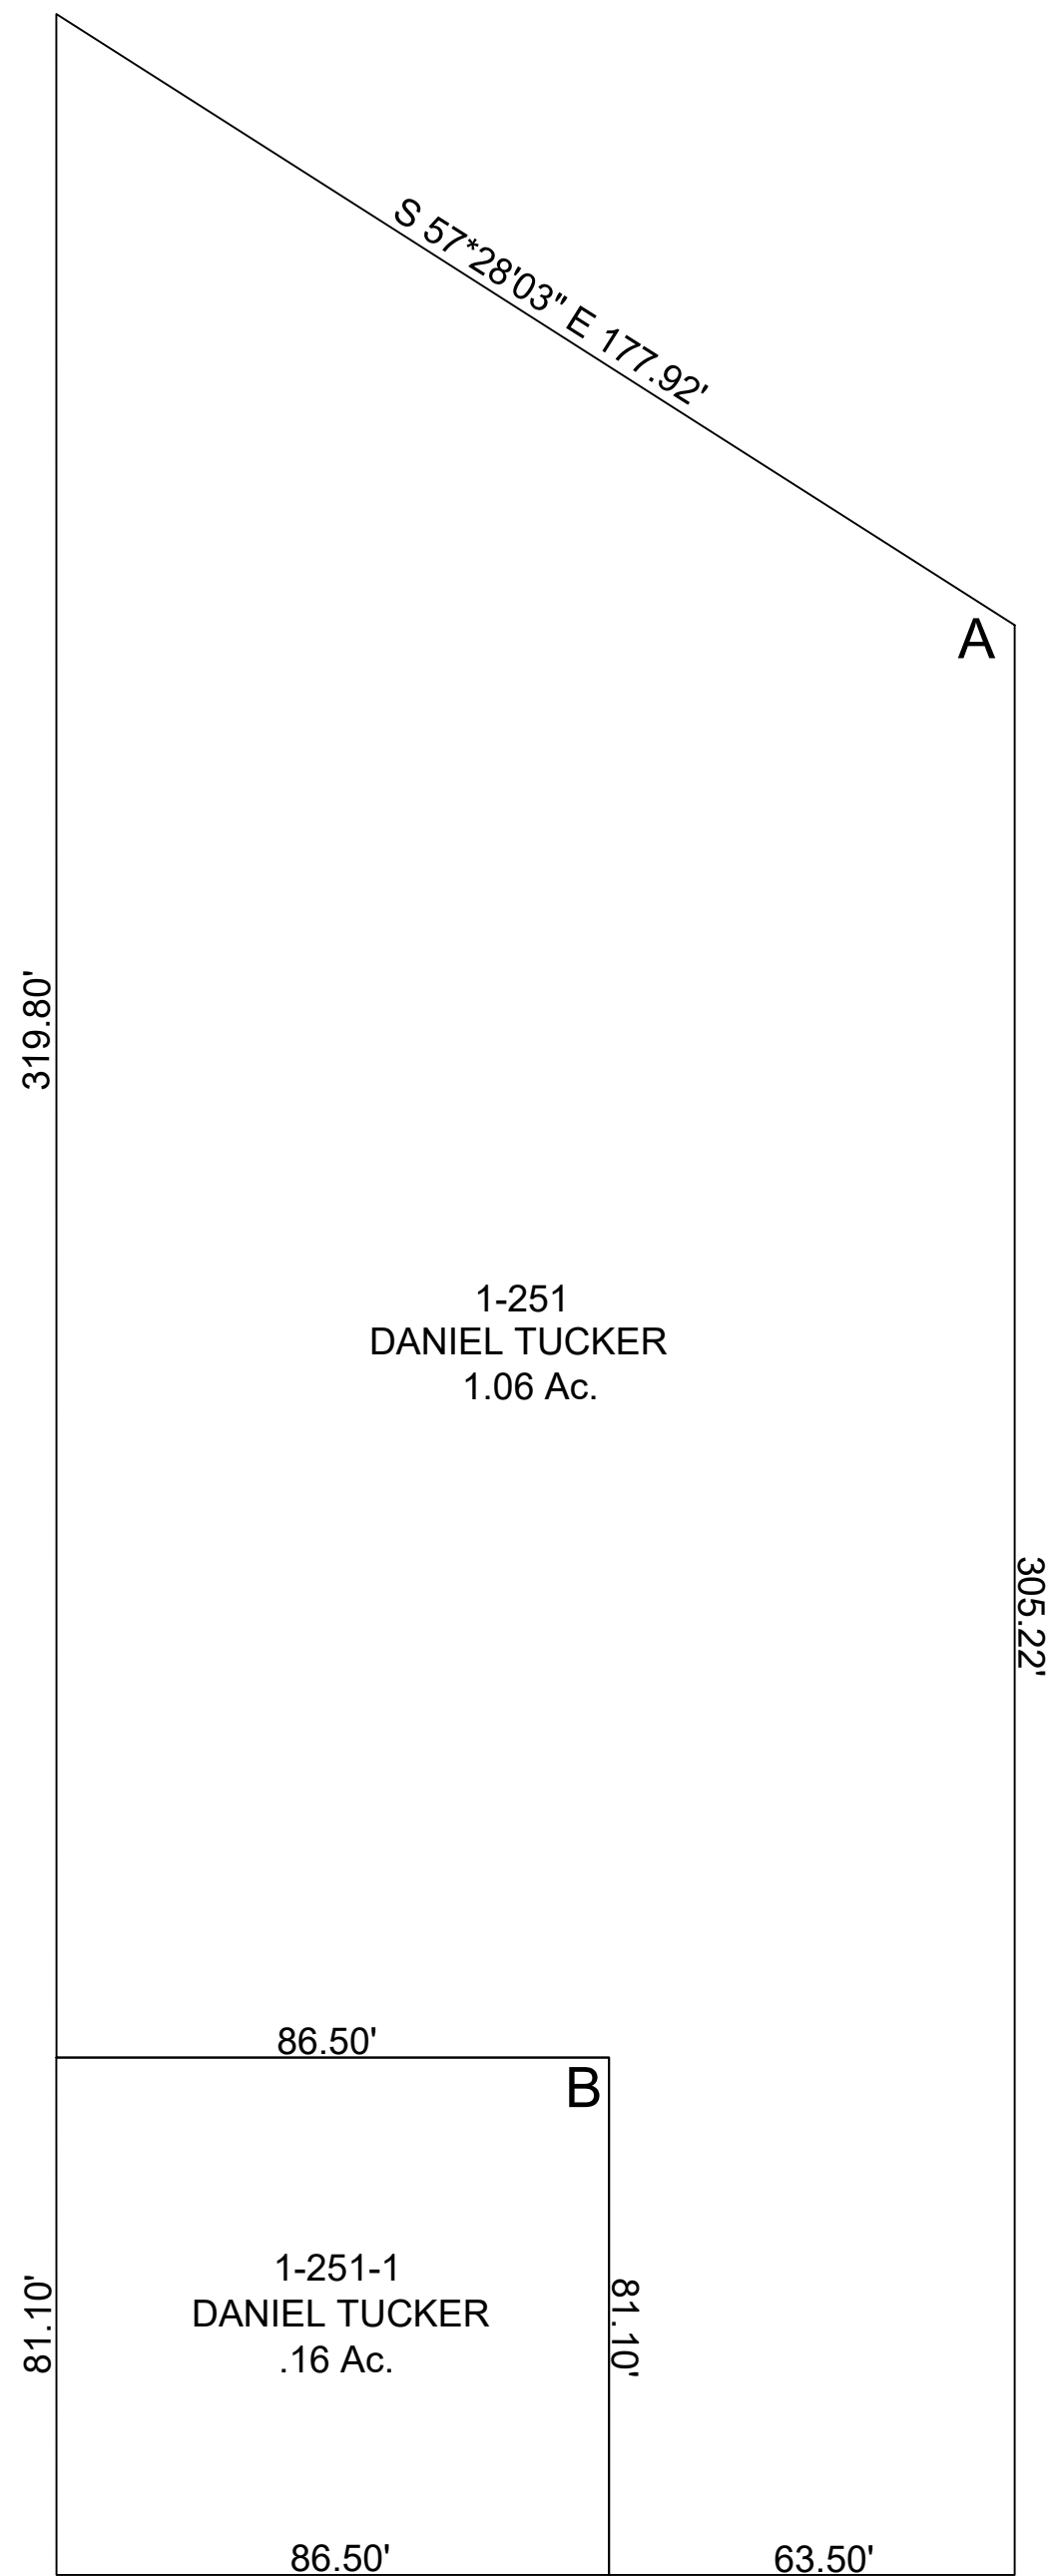 S 57*28'03" E 177.92'
A
319.80'
1-251
DANIEL TUCKER
1.06 Ac.
305.22'
86.50'
B
1-251-1
DANIEL TUCKER
.16 Ac.
81.10'
81.10'
86.50'
63.50'